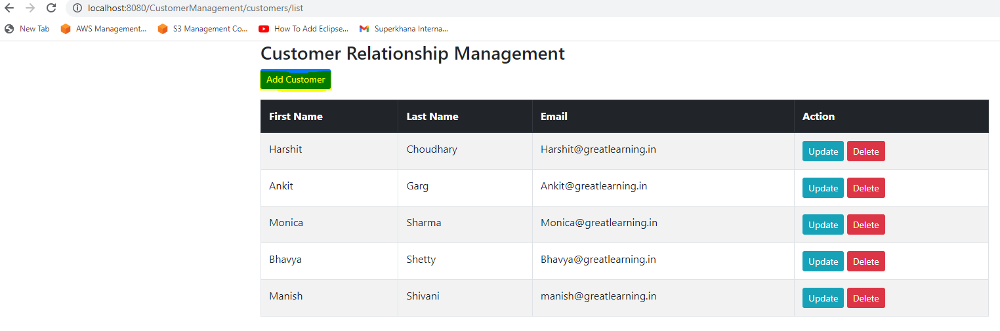 localhost:8080/CustomerManagement/customers/list
New Tab AWS Management... S3 Management Co... How To Add Eclipse... Superkhana Interna...
Customer Relationship Management
Add Customer
First Name Last Name Email Action
Harshit Choudhary Harshit@greatlearning.in Update Delete
Ankit Garg Ankit@greatlearning.in Update Delete
Monica Sharma Monica@greatlearning.in Update Delete
Bhavya Shetty Bhavya@greatlearning.in Update Delete
Manish Shivani manish@greatlearning.in Update Delete